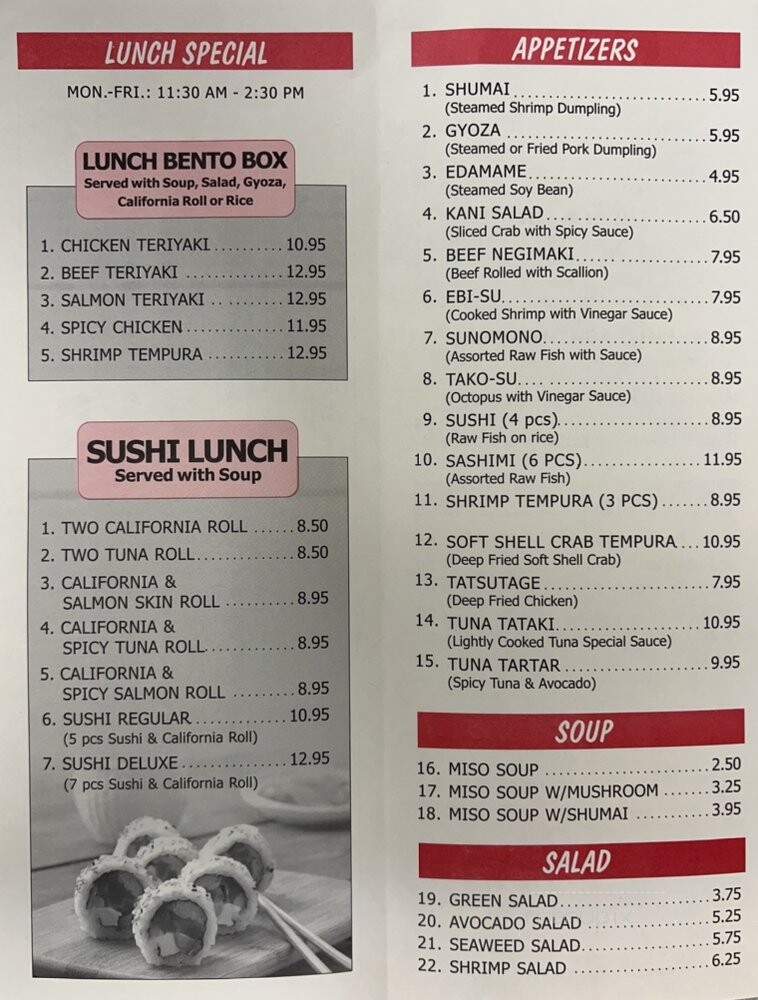 LUNCH SPECIAL
MON.-FRI.: 11:30 AM - 2:30 PM
LUNCH BENTO BOX
Served with Soup, Salad, Gyoza,
California Roll or Rice
1. CHICKEN TERIYAKI .......... 10.95
2. BEEF TERIYAKI .............. 12.95
3. SALMON TERIYAKI .. ........ 12.95
4. SPICY CHICKEN .............. 11.95
5. SHRIMP TEMPURA ........... 12.95
SUSHI LUNCH
Served with Soup
1. TWO CALIFORNIA ROLL ...... 8.50
2. TWO TUNA ROLL.............. 8.50
3. CALIFORNIA &
SALMON SKIN ROLL .......... 8.95
4. CALIFORNIA &
SPICY TUNA ROLL............. 8.95
5. CALIFORNIA &
SPICY SALMON ROLL ......... 8.95
6. SUSHI REGULAR............. 10.95
(5 pcs Sushi & California Roll)
7. SUSHI DELUXE............... 12.95
(7 pcs Sushi & California Roll)
APPETIZERS
1. SHUMAI................ 5.95
(Steamed Shrimp Dumpling)
2. GYOZA ................ 5.95
(Steamed or Fried Pork Dumpling)
3. EDAMAME................ 4.95
(Steamed Soy Bean)
4. KANI SALAD.... ............ 6.50
(Sliced Crab with Spicy Sauce)
5. BEEF NEGIMAKI...... ......... 7.95
(Beef Rolled with Scallion)
6. EBI-SU................ 7.95
(Cooked Shrimp with Vinegar Sauce)
7. SUNOMONO................ 8.95
(Assorted Raw Fish with Sauce)
8. TAKO-SU.... ................ 8.95
(Octopus with Vinegar Sauce)
9. SUSHI (4 pcs)................ 8.95
(Raw Fish on rice)
10. SASHIMI (6 PCS)............... 11.95
(Assorted Raw Fish)
11. SHRIMP TEMPURA (3 PCS) ....... 8.95
12. SOFT SHELL CRAB TEMPURA... 10.95
(Deep Fried Soft Shell Crab)
13. TATSUTAGE................ 7.95
(Deep Fried Chicken)
14. TUNA TATAKI................ 10.95
(Lightly Cooked Tuna Special Sauce)
15. TUNA TARTAR ................ 9.95
(Spicy Tuna & Avocado)
SOUP
16. MISO SOUP ................ 2.50
17. MISO SOUP W/MUSHROOM ....... 3.25
18. MISO SOUP W/SHUMAI ........... 3.95
SALAD
19. GREEN SALAD................ 3.75
20. AVOCADO SALAD ................ 5.25
21. SEAWEED SALAD................ 5.75
22. SHRIMP SALAD ................ 6.25